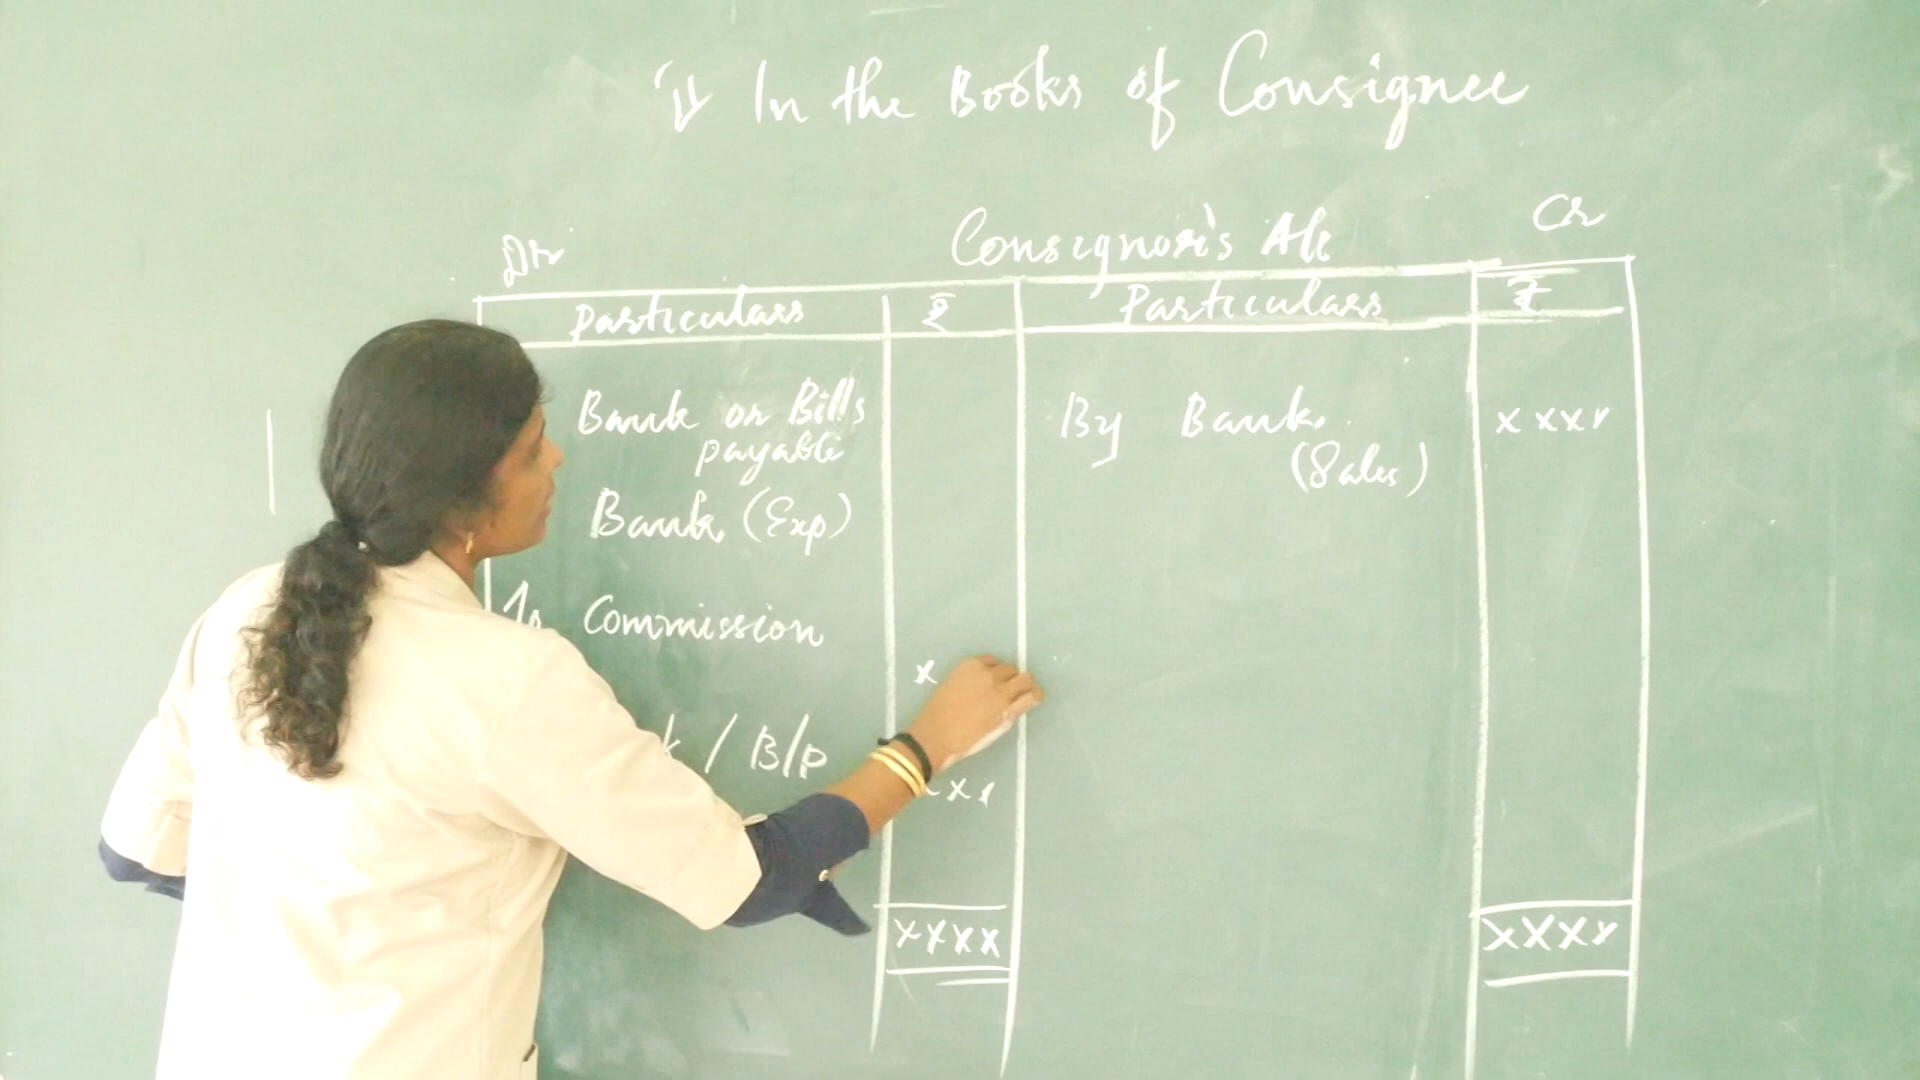 In the Books of Consignee
Dr
Consignor's A/c
Cr
Particulars ₹ Particulars ₹
Bank or Bills
payable
By Bank
(Sales)
x x x x
Bank (Exp)
To Commission
x
/ B/P
x x
x x x x
x x x x